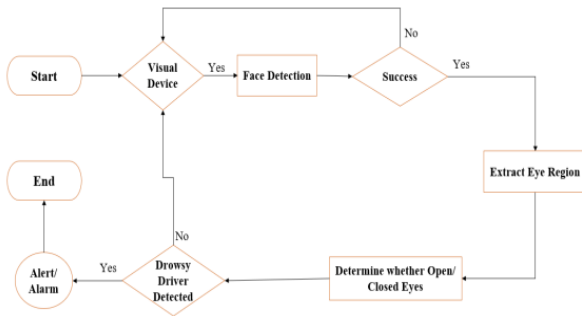 No
Start
Visual
Device
Yes
Face Detection
Success
Yes
Extract Eye Region
Determine whether Open/
Closed Eyes
No
Drowsy
Driver
Detected
Yes
Alert/
Alarm
End